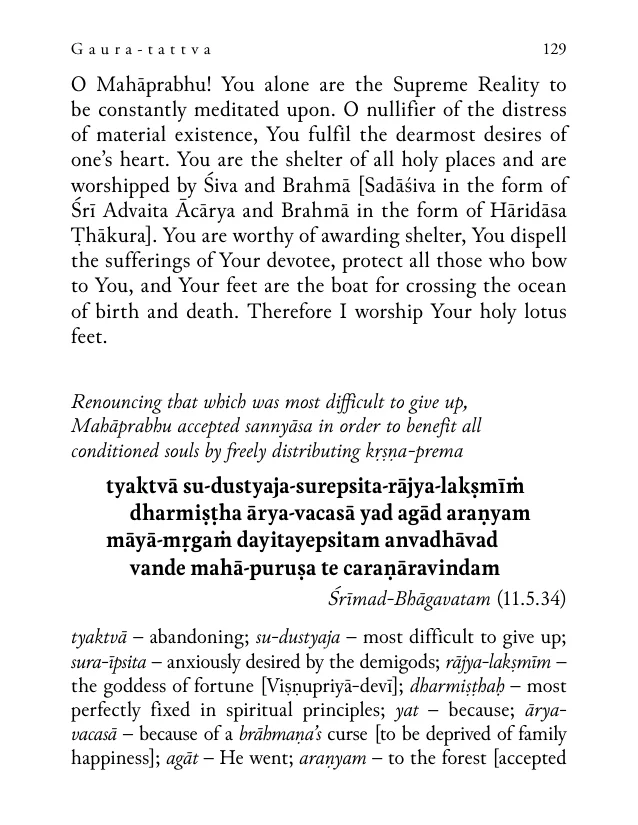 Gaura-tattva 129
O Mahāprabhu! You alone are the Supreme Reality to
be constantly meditated upon. O nullifier of the distress
of material existence, You fulfil the dearmost desires of
one’s heart. You are the shelter of all holy places and are
worshipped by Śiva and Brahmā [Sadāśiva in the form of
Śrī Advaita Ācārya and Brahmā in the form of Hāridāsa
Ṭhākura]. You are worthy of awarding shelter, You dispell
the sufferings of Your devotee, protect all those who bow
to You, and Your feet are the boat for crossing the ocean
of birth and death. Therefore I worship Your holy lotus
feet.
Renouncing that which was most difficult to give up,
Mahāprabhu accepted sannyāsa in order to benefit all
conditioned souls by freely distributing kṛṣṇa-prema
tyaktvā su-dustyaja-surepsita-rājya-lakṣmīṁ
dharmiṣṭha ārya-vacasā yad agād araṇyam
māyā-mṛgaṁ dayitayepsitam anvadhāvad
vande mahā-puruṣa te caraṇāravindam
Śrīmad-Bhāgavatam (11.5.34)
tyaktvā – abandoning; su-dustyaja – most difficult to give up;
sura-īpsita – anxiously desired by the demigods; rājya-lakṣmīm –
the goddess of fortune [Viṣṇupriyā-devī]; dharmiṣṭhaḥ – most
perfectly fixed in spiritual principles; yat – because; ārya-
vacasā – because of a brāhmaṇa’s curse [to be deprived of family
happiness]; agāt – He went; araṇyam – to the forest [accepted